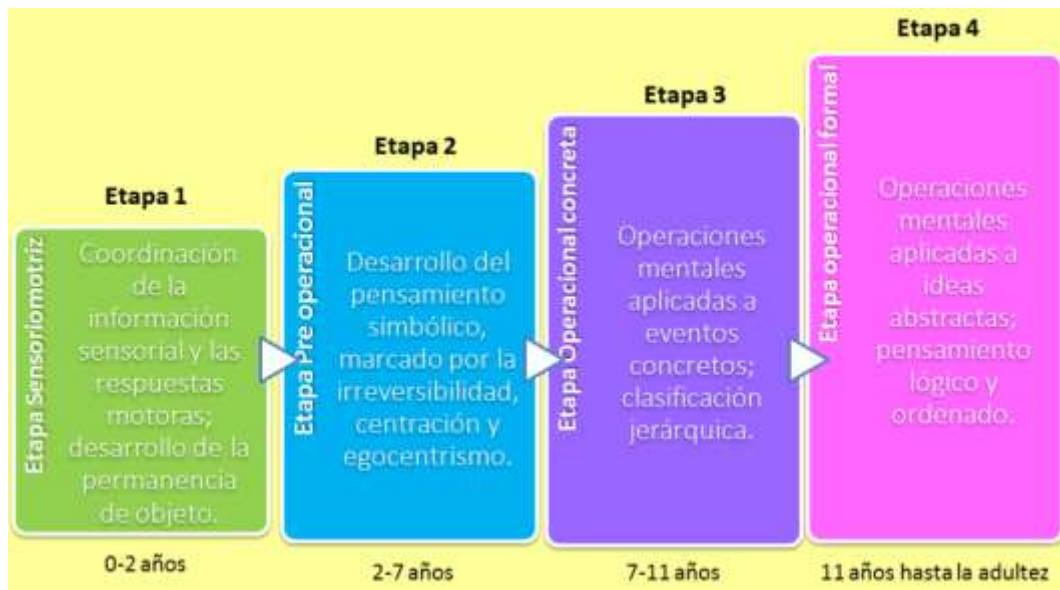 Etapa 1
Etapa Sensoriomotriz
Coordinación
de la
información
sensorial y las
respuestas
motoras;
desarrollo de la
permanencia
de objeto.
0-2 años
Etapa 2
Etapa Pre operacional
Desarrollo del
pensamiento
simbólico,
marcado por la
irreversibilidad,
centración y
egocentrismo.
2-7 años
Etapa 3
Etapa Operacional concreta
Operaciones
mentales
aplicadas a
eventos
concretos;
clasificación
jerárquica.
7-11 años
Etapa 4
Etapa operacional formal
Operaciones
mentales
aplicadas a
ideas
abstractas;
pensamiento
lógico y
ordenado.
11 años hasta la adultez